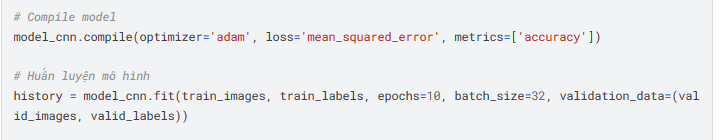 # Compile model
model_cnn.compile(optimizer='adam', loss='mean_squared_error', metrics=['accuracy'])
# Huấn luyện mô hình
history = model_cnn.fit(train_images, train_labels, epochs=10, batch_size=32, validation_data=(val
id_images, valid_labels))